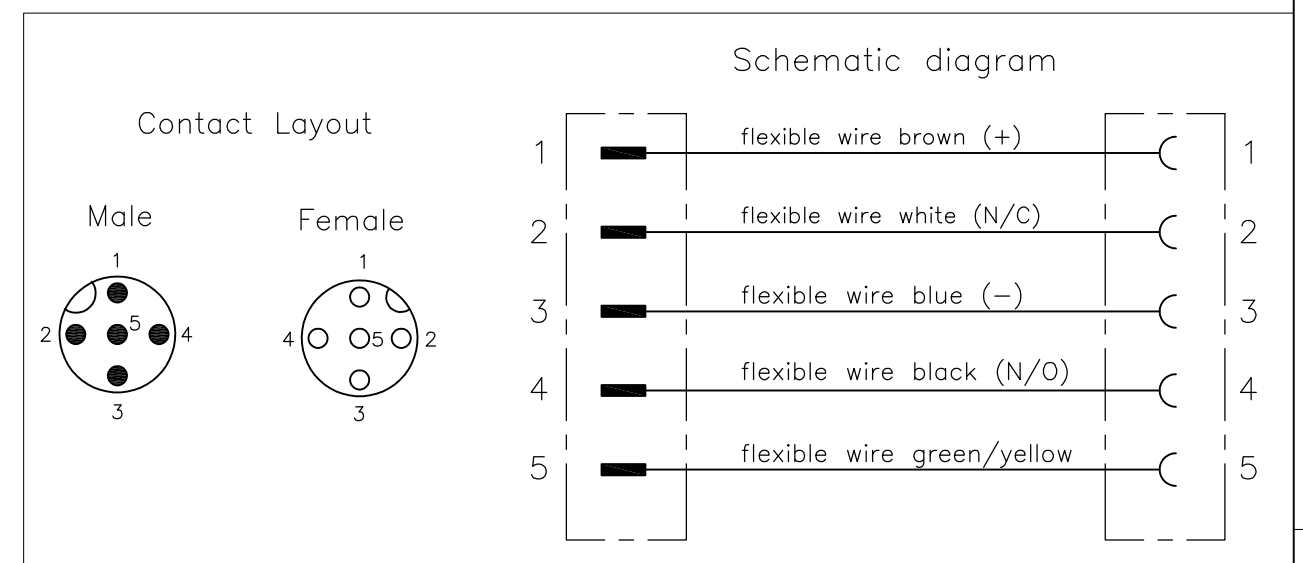 Schematic diagram
Contact Layout
Male
Female
1
2
5
4
3
1
4
5
2
3
1 flexible wire brown (+) 1
2 flexible wire white (N/C) 2
3 flexible wire blue (−) 3
4 flexible wire black (N/O) 4
5 flexible wire green/yellow 5